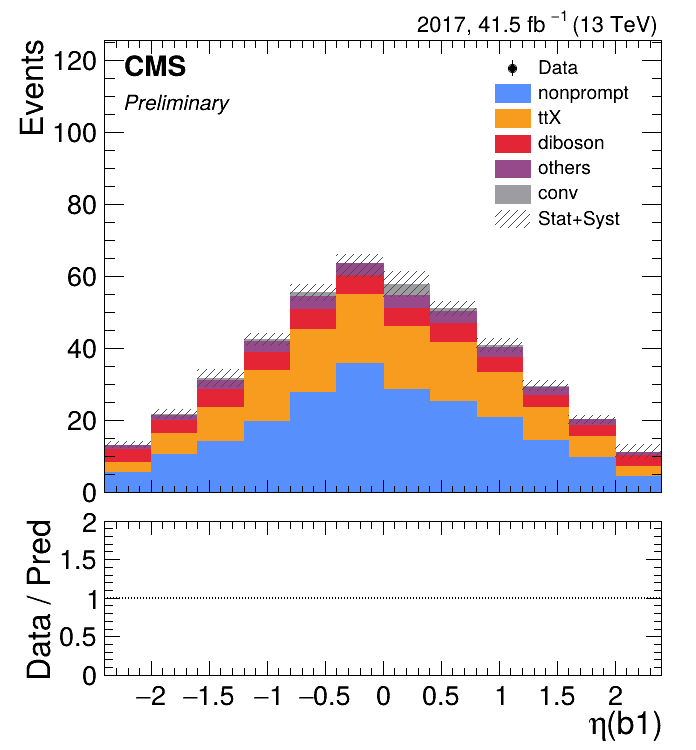 2017, 41.5 fb⁻¹ (13 TeV)
CMS
Preliminary
Events
120
100
80
60
40
20
0
Data
nonprompt
ttX
diboson
others
conv
Stat+Syst
Data / Pred
2
1.5
1
0.5
0
−2 −1.5 −1 −0.5 0 0.5 1 1.5 2
η(b1)